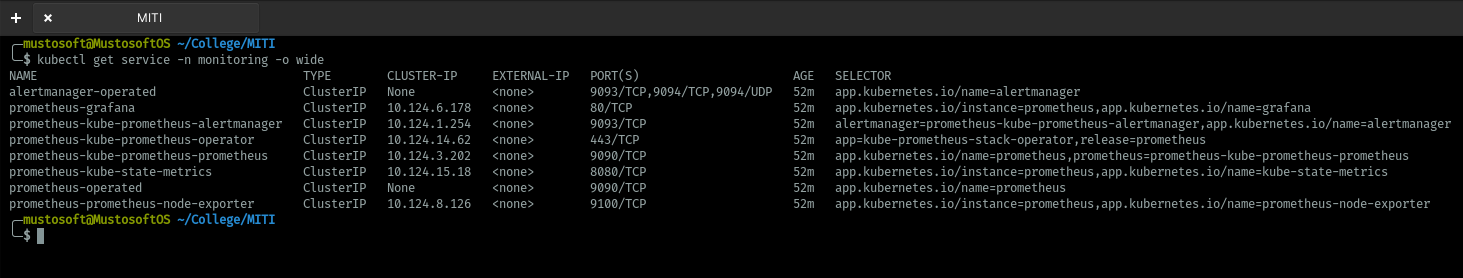 + × MITI
╭─mustosoft@MustosoftOS ~/College/MITI
╰─$ kubectl get service -n monitoring -o wide
NAME TYPE CLUSTER-IP EXTERNAL-IP PORT(S) AGE SELECTOR
alertmanager-operated ClusterIP None <none> 9093/TCP,9094/TCP,9094/UDP 52m app.kubernetes.io/name=alertmanager
prometheus-grafana ClusterIP 10.124.6.178 <none> 80/TCP 52m app.kubernetes.io/instance=prometheus,app.kubernetes.io/name=grafana
prometheus-kube-prometheus-alertmanager ClusterIP 10.124.1.254 <none> 9093/TCP 52m alertmanager=prometheus-kube-prometheus-alertmanager,app.kubernetes.io/name=alertmanager
prometheus-kube-prometheus-operator ClusterIP 10.124.14.62 <none> 443/TCP 52m app=kube-prometheus-stack-operator,release=prometheus
prometheus-kube-prometheus-prometheus ClusterIP 10.124.3.202 <none> 9090/TCP 52m app.kubernetes.io/name=prometheus,prometheus=prometheus-kube-prometheus-prometheus
prometheus-kube-state-metrics ClusterIP 10.124.15.18 <none> 8080/TCP 52m app.kubernetes.io/instance=prometheus,app.kubernetes.io/name=kube-state-metrics
prometheus-operated ClusterIP None <none> 9090/TCP 52m app.kubernetes.io/name=prometheus
prometheus-prometheus-node-exporter ClusterIP 10.124.8.126 <none> 9100/TCP 52m app.kubernetes.io/instance=prometheus,app.kubernetes.io/name=prometheus-node-exporter
╭─mustosoft@MustosoftOS ~/College/MITI
╰─$